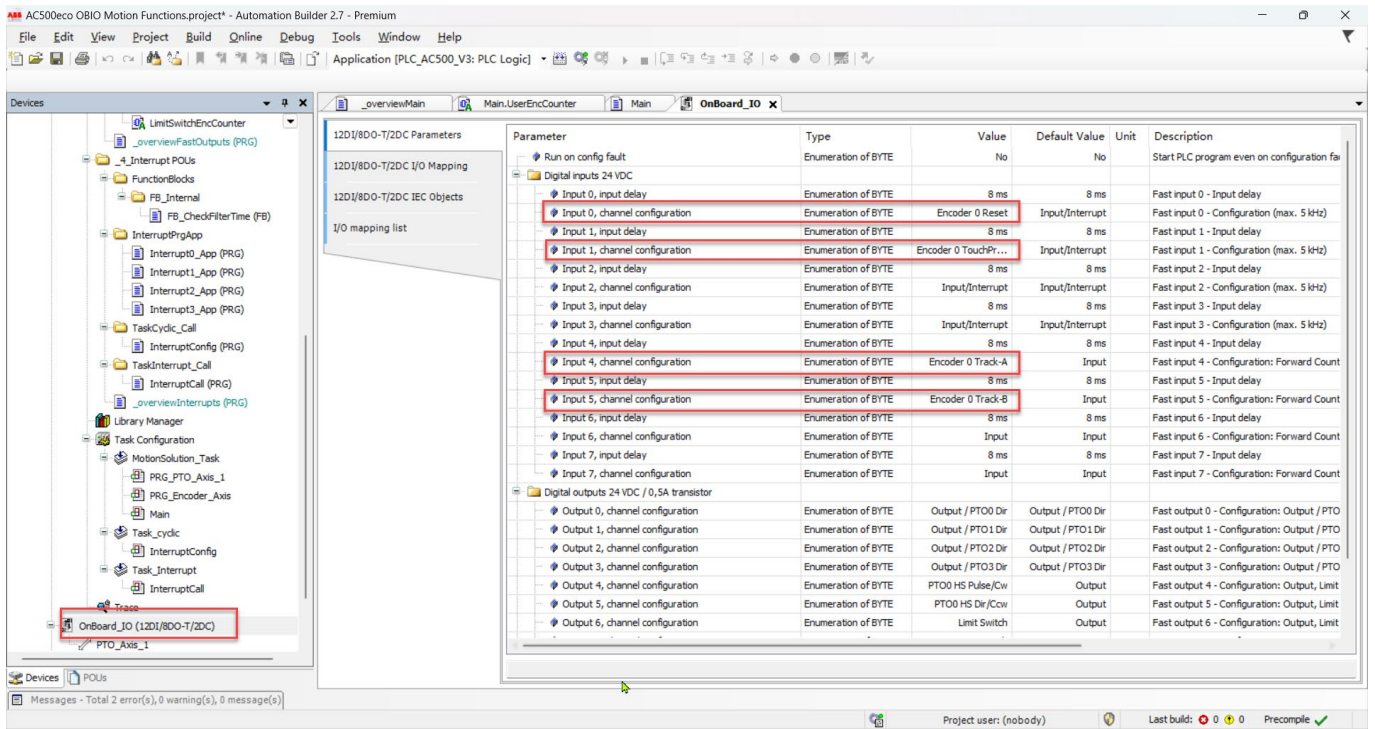 AC500eco OBIO Motion Functions.project* - Automation Builder 2.7 - Premium
File Edit View Project Build Online Debug Tools Window Help
Application [PLC_AC500_V3: PLC Logic]
Devices
_overviewMain Main.UserEncCounter Main OnBoard_IO
LimitSwitchEncCounter
_overviewFastOutputs (PRG)
_4_Interrupt POUs
FunctionBlocks
FB_Internal
FB_CheckFilterTime (FB)
InterruptPrgApp
Interrupt0_App (PRG)
Interrupt1_App (PRG)
Interrupt2_App (PRG)
Interrupt3_App (PRG)
TaskCyclic_Call
InterruptConfig (PRG)
TaskInterrupt_Call
InterruptCall (PRG)
_overviewInterrupts (PRG)
Library Manager
Task Configuration
MotionSolution_Task
PRG_PTO_Axis_1
PRG_Encoder_Axis
Main
Task_cyclic
InterruptConfig
Task_Interrupt
InterruptCall
Trace
OnBoard_IO (12DI/8DO-T/2DC)
PTO_Axis_1
12DI/8DO-T/2DC Parameters
12DI/8DO-T/2DC I/O Mapping
12DI/8DO-T/2DC IEC Objects
I/O mapping list
Parameter Type Value Default Value Unit Description
Run on config fault Enumeration of BYTE No No Start PLC program even on configuration fai
Digital inputs 24 VDC
Input 0, input delay Enumeration of BYTE 8 ms 8 ms Fast input 0 - Input delay
Input 0, channel configuration Enumeration of BYTE Encoder 0 Reset Input/Interrupt Fast input 0 - Configuration (max. 5 kHz)
Input 1, input delay Enumeration of BYTE 8 ms 8 ms Fast input 1 - Input delay
Input 1, channel configuration Enumeration of BYTE Encoder 0 TouchPr... Input/Interrupt Fast input 1 - Configuration (max. 5 kHz)
Input 2, input delay Enumeration of BYTE 8 ms 8 ms Fast input 2 - Input delay
Input 2, channel configuration Enumeration of BYTE Input/Interrupt Input/Interrupt Fast input 2 - Configuration (max. 5 kHz)
Input 3, input delay Enumeration of BYTE 8 ms 8 ms Fast input 3 - Input delay
Input 3, channel configuration Enumeration of BYTE Input/Interrupt Input/Interrupt Fast input 3 - Configuration (max. 5 kHz)
Input 4, input delay Enumeration of BYTE 8 ms 8 ms Fast input 4 - Input delay
Input 4, channel configuration Enumeration of BYTE Encoder 0 Track-A Input Fast input 4 - Configuration: Forward Count
Input 5, input delay Enumeration of BYTE 8 ms 8 ms Fast input 5 - Input delay
Input 5, channel configuration Enumeration of BYTE Encoder 0 Track-B Input Fast input 5 - Configuration: Forward Count
Input 6, input delay Enumeration of BYTE 8 ms 8 ms Fast input 6 - Input delay
Input 6, channel configuration Enumeration of BYTE Input Input Fast input 6 - Configuration: Forward Count
Input 7, input delay Enumeration of BYTE 8 ms 8 ms Fast input 7 - Input delay
Input 7, channel configuration Enumeration of BYTE Input Input Fast input 7 - Configuration: Forward Count
Digital outputs 24 VDC / 0,5A transistor
Output 0, channel configuration Enumeration of BYTE Output / PTO0 Dir Output / PTO0 Dir Fast output 0 - Configuration: Output / PTO
Output 1, channel configuration Enumeration of BYTE Output / PTO1 Dir Output / PTO1 Dir Fast output 1 - Configuration: Output / PTO
Output 2, channel configuration Enumeration of BYTE Output / PTO2 Dir Output / PTO2 Dir Fast output 2 - Configuration: Output / PTO
Output 3, channel configuration Enumeration of BYTE Output / PTO3 Dir Output / PTO3 Dir Fast output 3 - Configuration: Output / PTO
Output 4, channel configuration Enumeration of BYTE PTO0 HS Pulse/Cw Output Fast output 4 - Configuration: Output, Limit
Output 5, channel configuration Enumeration of BYTE PTO0 HS Dir/Ccw Output Fast output 5 - Configuration: Output, Limit
Output 6, channel configuration Enumeration of BYTE Limit Switch Output Fast output 6 - Configuration: Output, Limit
Devices POUs
Messages - Total 2 error(s), 0 warning(s), 0 message(s)
Project user: (nobody) Last build: 0 0 Precompile